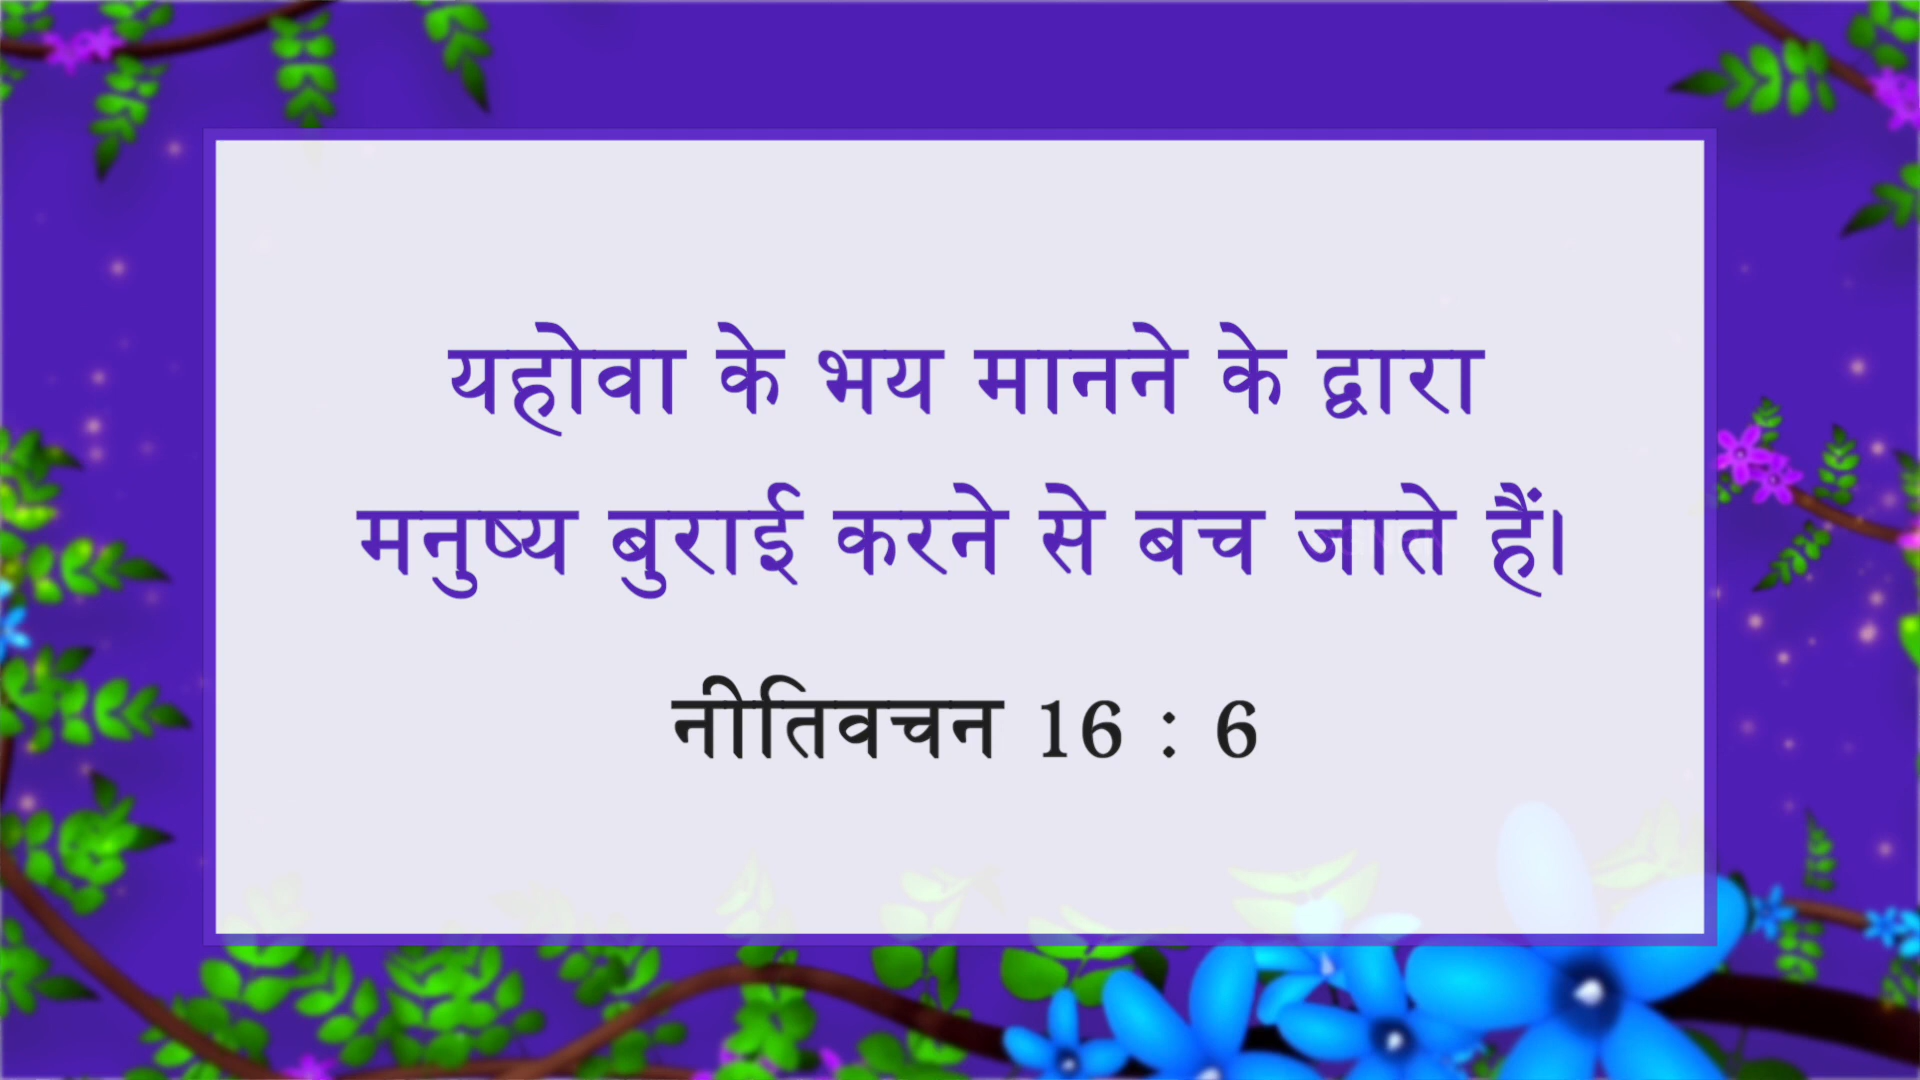 यहोवा के भय मानने के द्वारा
मनुष्य बुराई करने से बच जाते हैं।
नीतिवचन 16 : 6